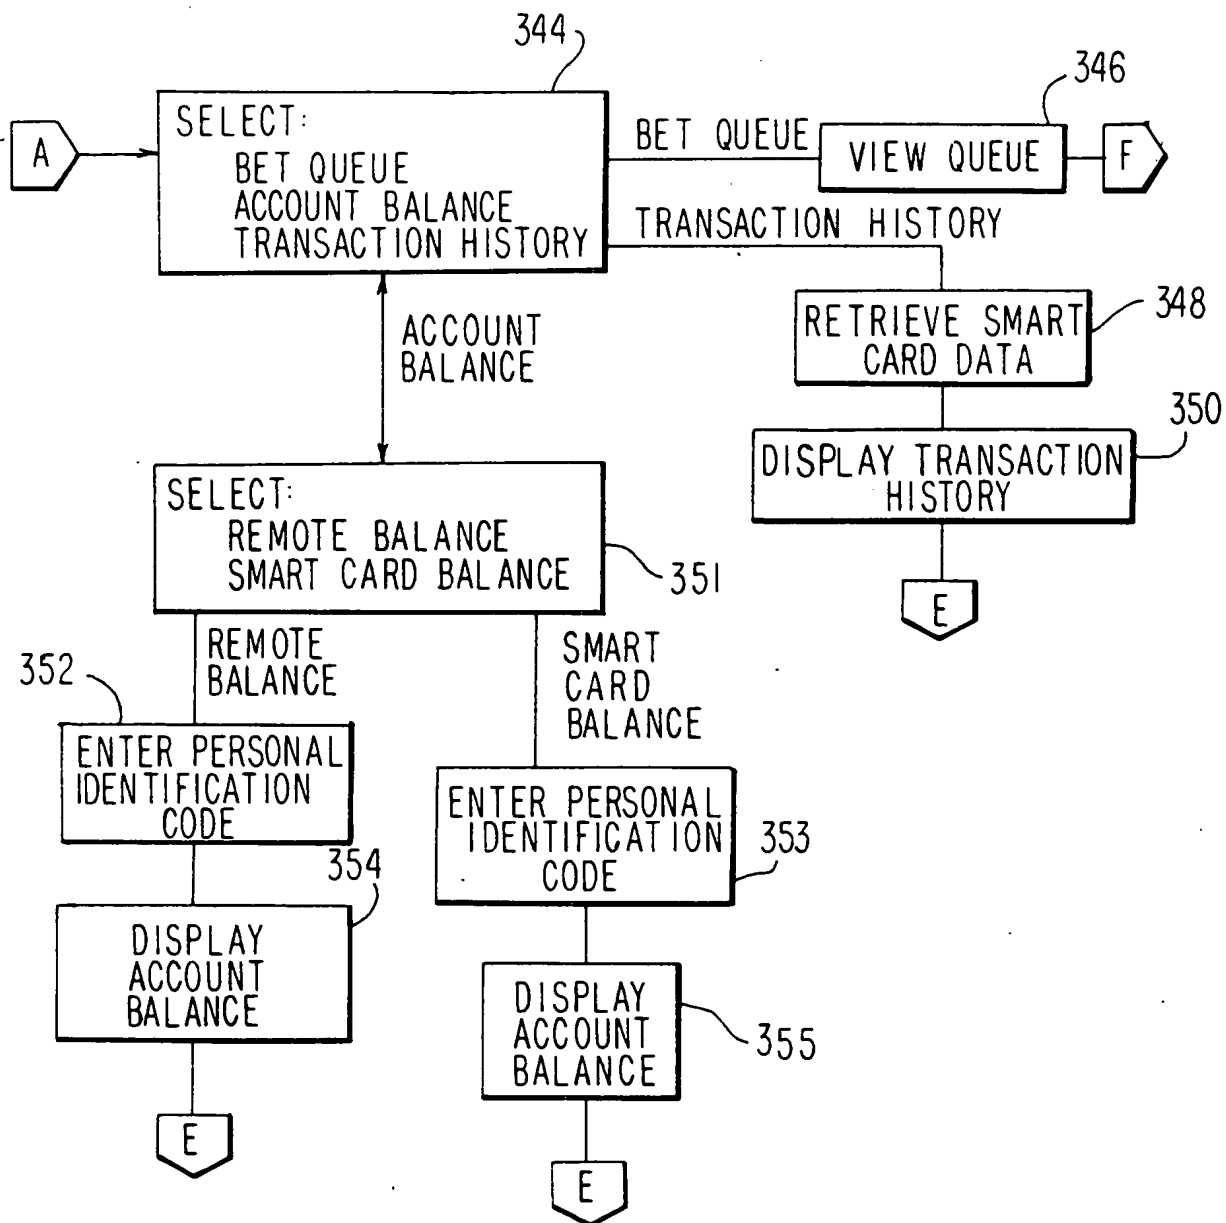 344
346
A
SELECT:
BET QUEUE
ACCOUNT BALANCE
TRANSACTION HISTORY
BET QUEUE
VIEW QUEUE
F
TRANSACTION HISTORY
348
RETRIEVE SMART
CARD DATA
350
DISPLAY TRANSACTION
HISTORY
E
ACCOUNT
BALANCE
SELECT:
REMOTE BALANCE
SMART CARD BALANCE
351
REMOTE
BALANCE
352
ENTER PERSONAL
IDENTIFICATION
CODE
354
DISPLAY
ACCOUNT
BALANCE
E
SMART
CARD
BALANCE
ENTER PERSONAL
IDENTIFICATION
CODE
353
DISPLAY
ACCOUNT
BALANCE
355
E